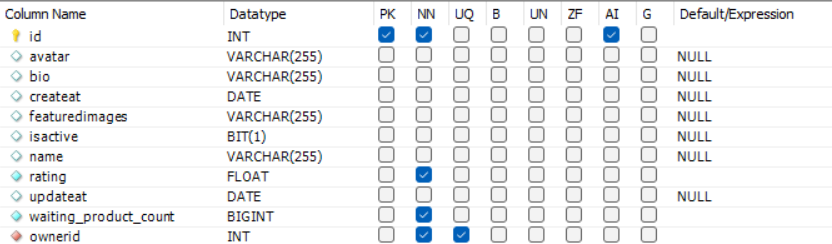 Column Name Datatype PK NN UQ B UN ZF AI G Default/Expression
id INT
avatar VARCHAR(255) NULL
bio VARCHAR(255) NULL
createat DATE NULL
featuredimages VARCHAR(255) NULL
isactive BIT(1) NULL
name VARCHAR(255) NULL
rating FLOAT
updateat DATE NULL
waiting_product_count BIGINT
ownerid INT